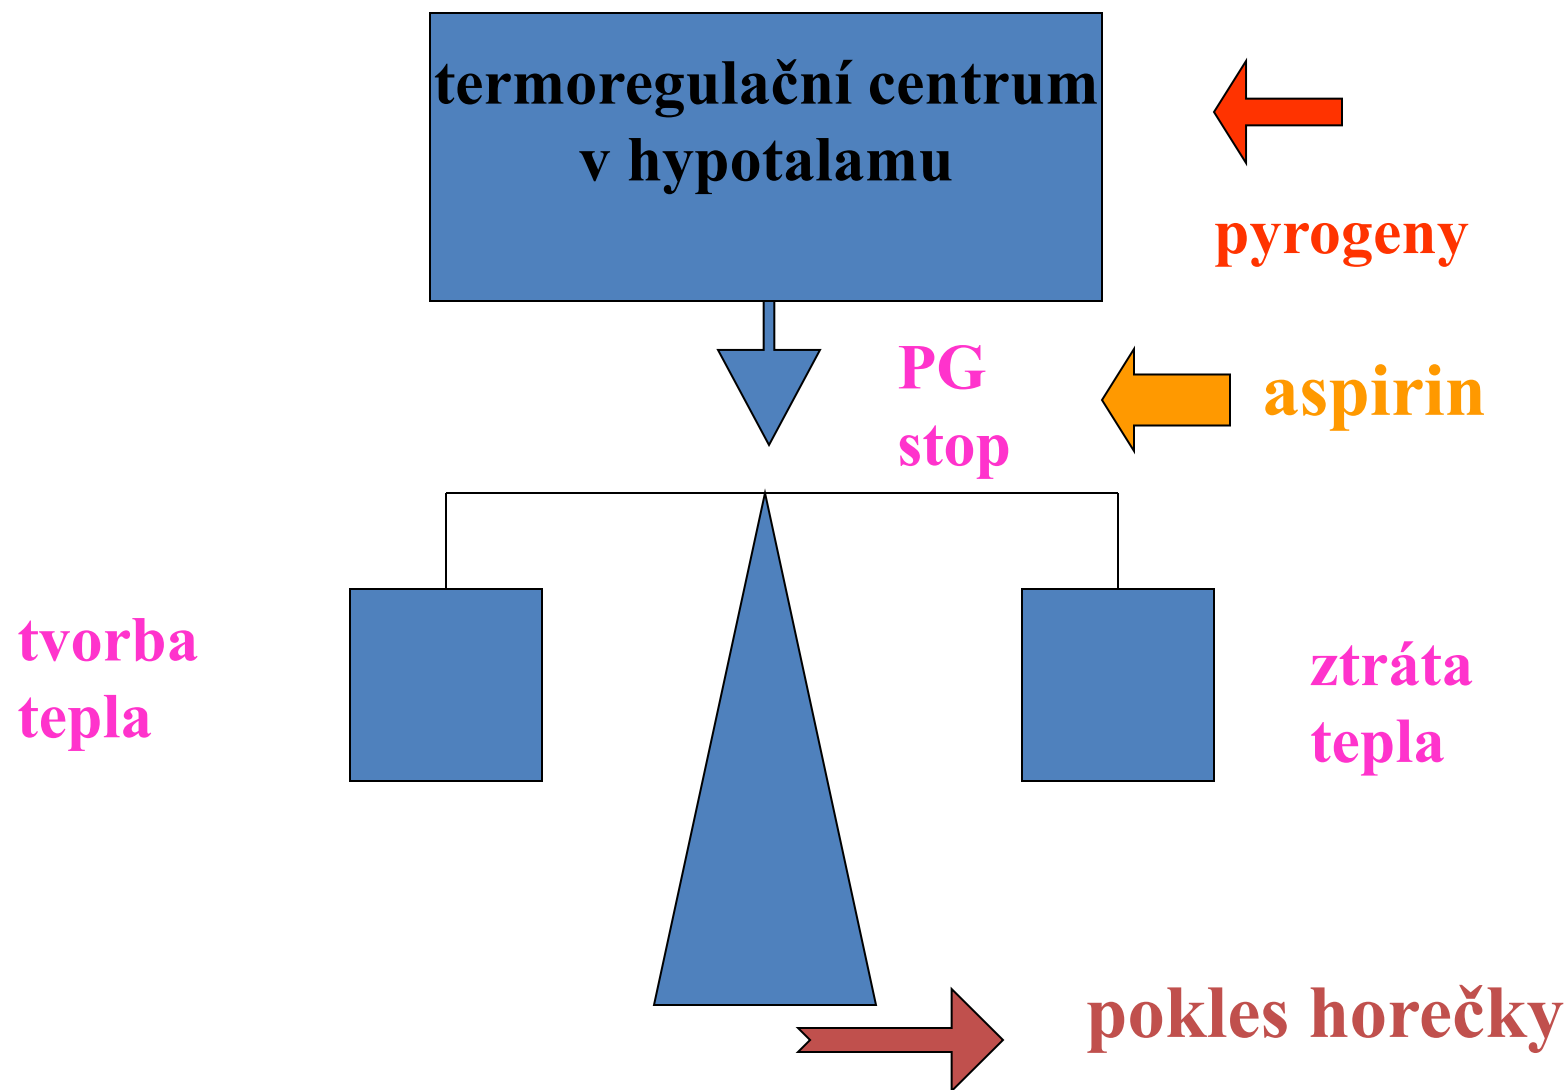 termoregulační centrum
v hypotalamu
pyrogeny
PG
stop
aspirin
tvorba
tepla
ztráta
tepla
pokles horečky